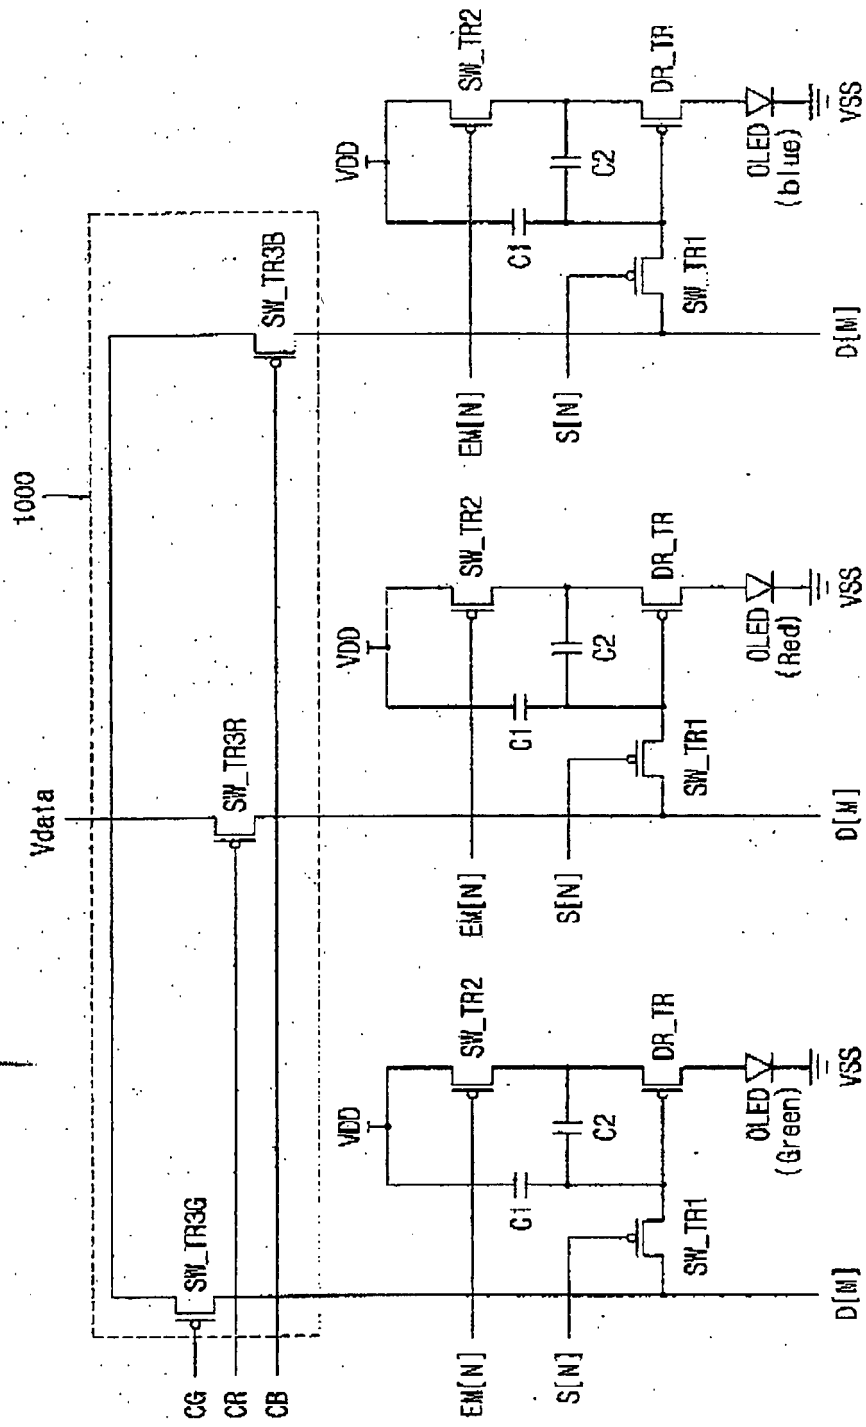 1000
Vdata
CG
SW_TR3G
CR
SW_TR3R
CB
SW_TR3B
VDD
VDD
VDD
EM[N]
SW_TR2
EM[N]
SW_TR2
EM[N]
SW_TR2
C1
C1
C1
S[N]
C2
S[N]
C2
S[N]
C2
SW_TR1
DR_TR
SW_TR1
DR_TR
SW_TR1
DR_TR
OLED
(Green)
OLED
(Red)
OLED
(blue)
D[M]
VSS
D[M]
VSS
D[M]
VSS